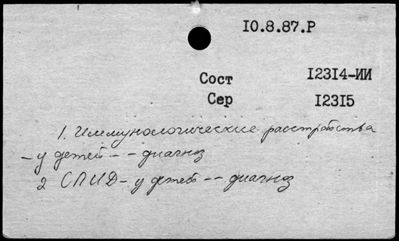 10.8.87.Р
Сост 12314-ИИ
Сер 12315
1. Иммунологические расстройства
- у детей -- диагноз
2 СПИД - у детей -- диагноз